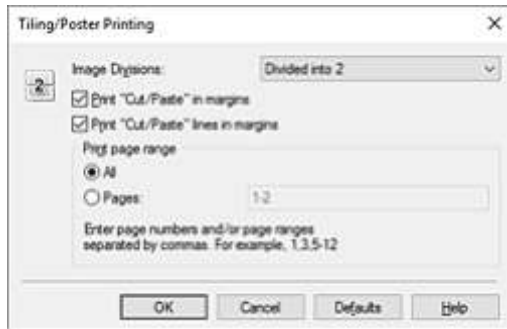 Tiling/Poster Printing
Image Divisions: Divided into 2
2
Print "Cut/Paste" in margins
Print "Cut/Paste" lines in margins
Print page range
All
Pages: 1-2
Enter page numbers and/or page ranges
separated by commas. For example, 1,3,5-12
OK Cancel Defaults Help